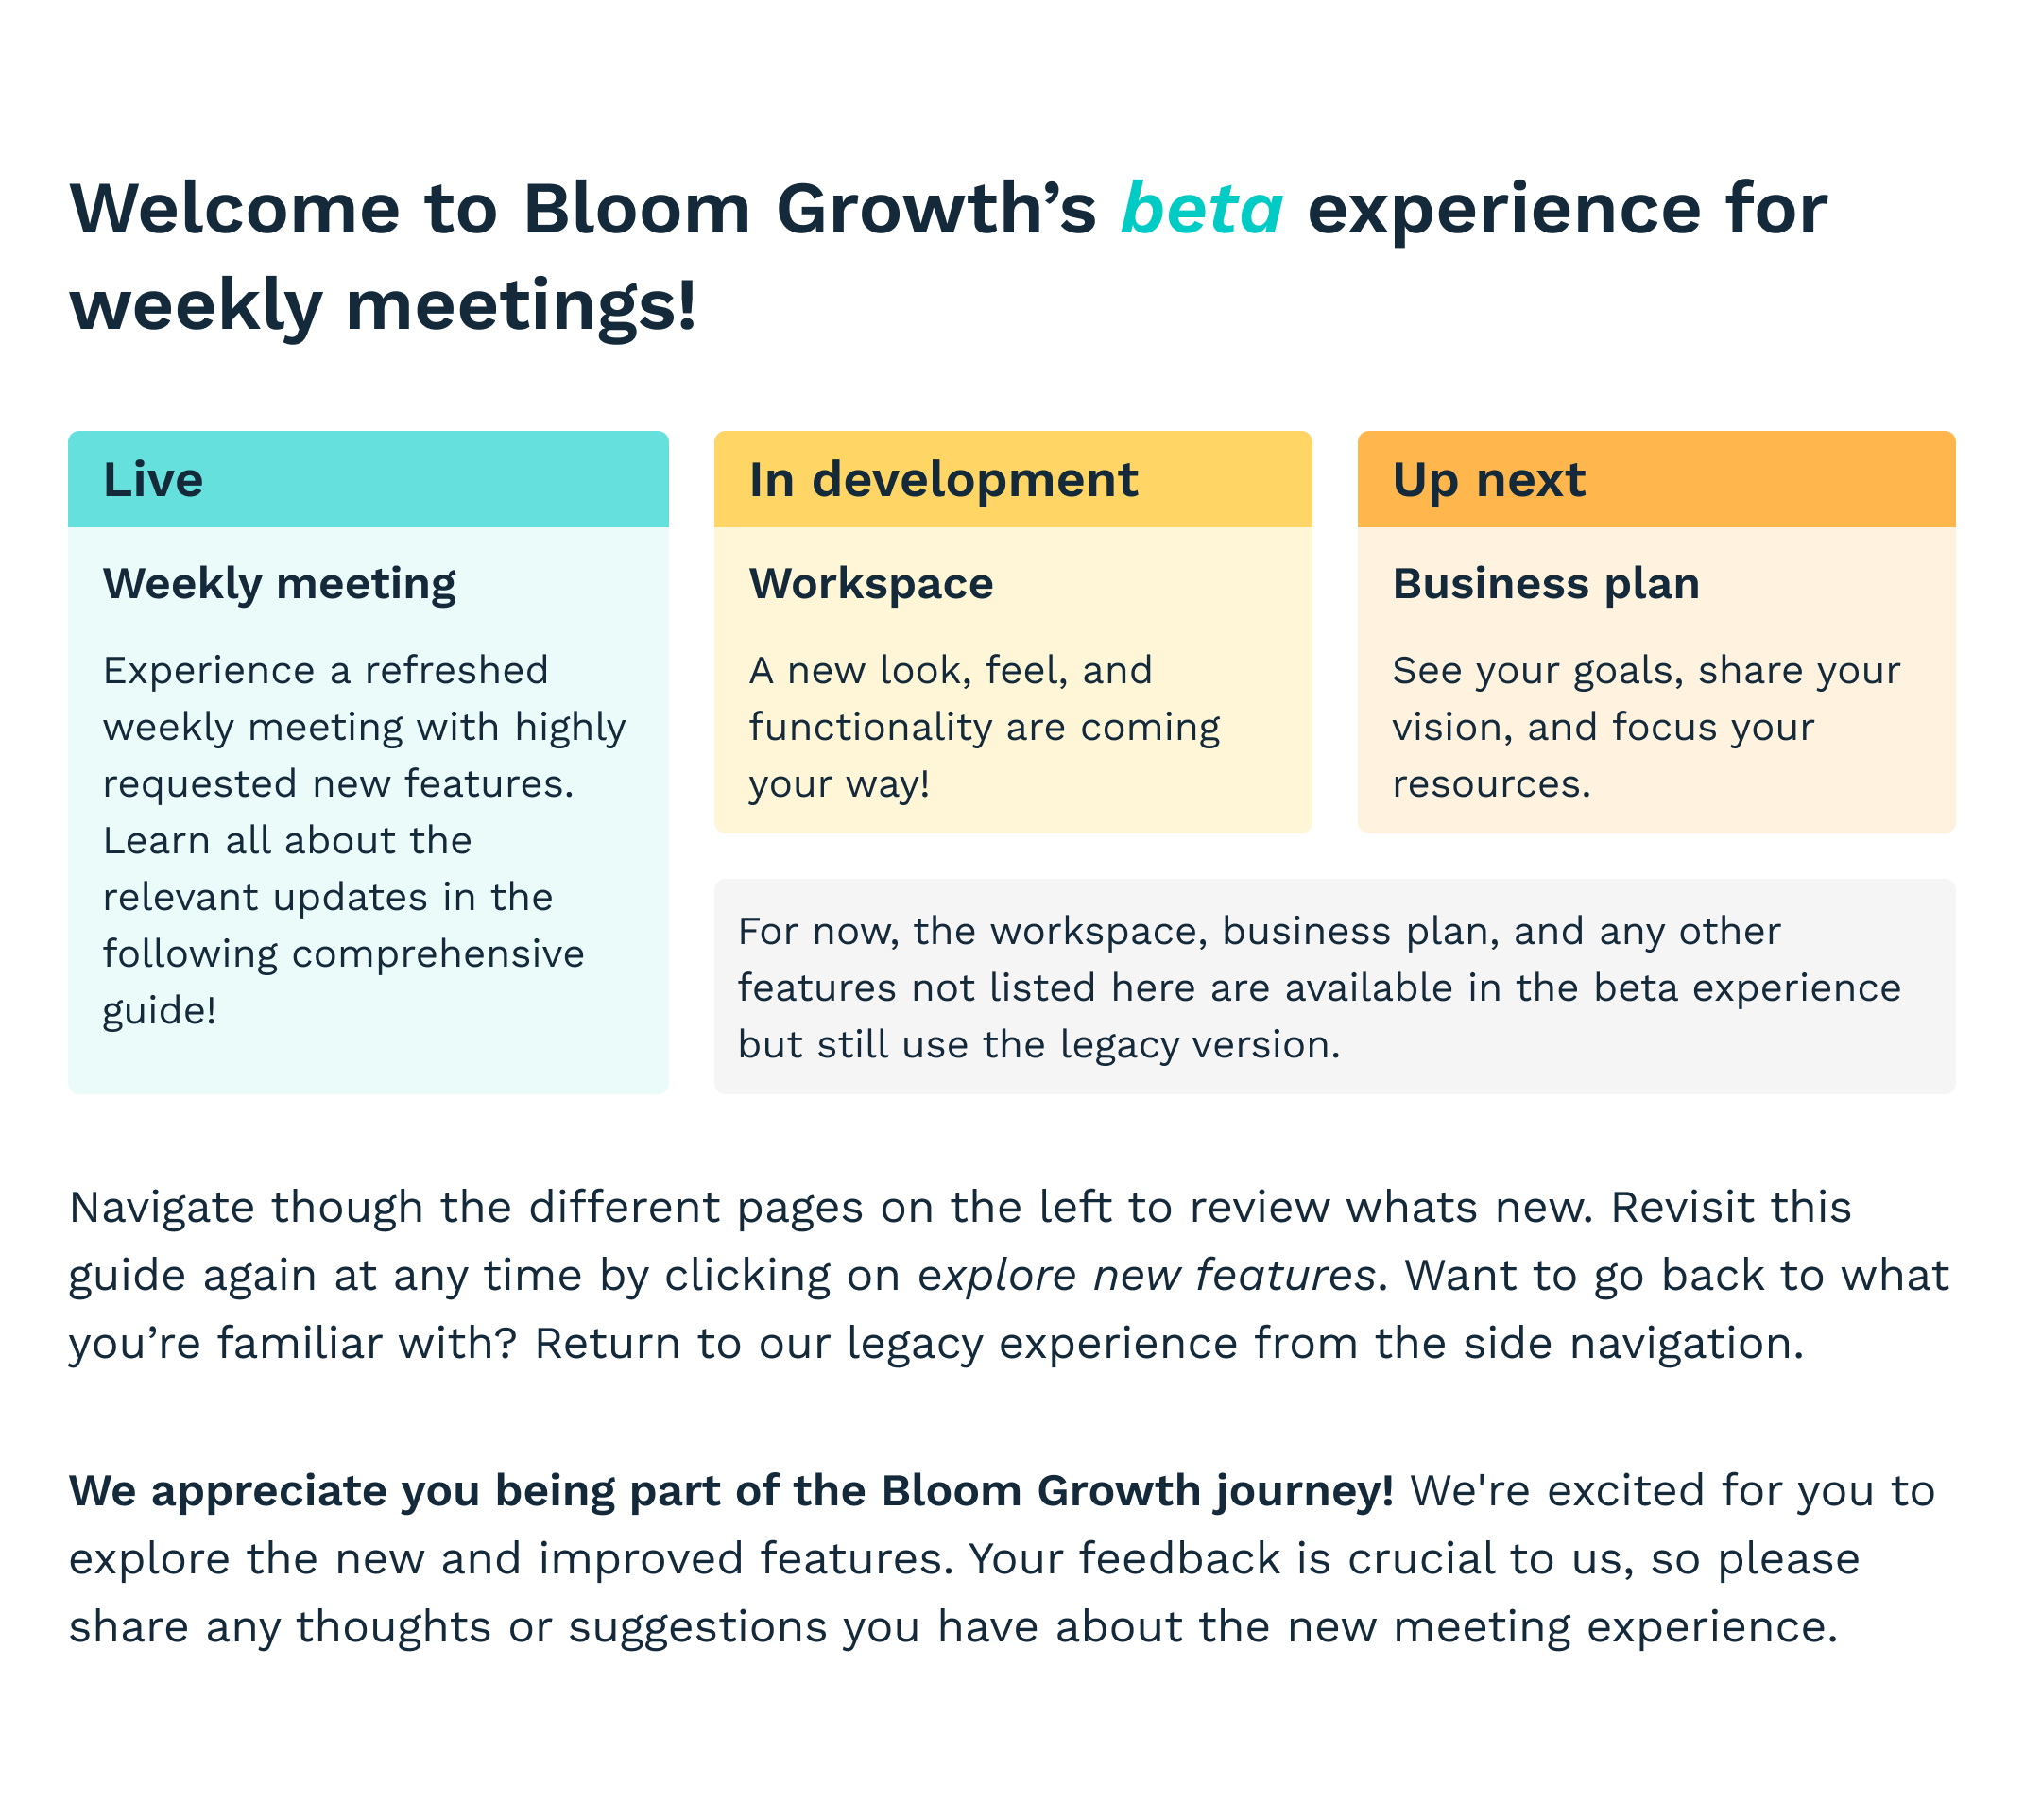 Welcome to Bloom Growth’s beta experience for
weekly meetings!
Live
Weekly meeting
Experience a refreshed
weekly meeting with highly
requested new features.
Learn all about the
relevant updates in the
following comprehensive
guide!
In development
Workspace
A new look, feel, and
functionality are coming
your way!
Up next
Business plan
See your goals, share your
vision, and focus your
resources.
For now, the workspace, business plan, and any other
features not listed here are available in the beta experience
but still use the legacy version.
Navigate though the different pages on the left to review whats new. Revisit this
guide again at any time by clicking on explore new features. Want to go back to what
you’re familiar with? Return to our legacy experience from the side navigation.
We appreciate you being part of the Bloom Growth journey! We're excited for you to
explore the new and improved features. Your feedback is crucial to us, so please
share any thoughts or suggestions you have about the new meeting experience.